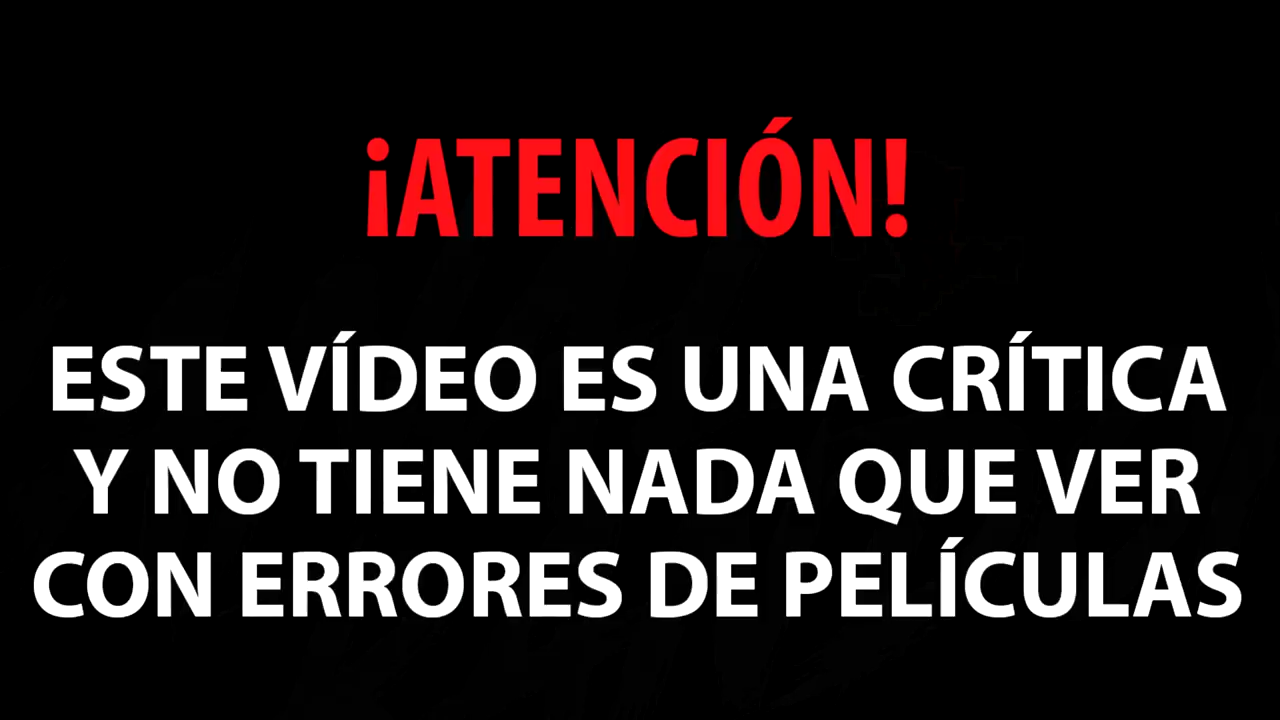 ¡ATENCIÓN!
ESTE VÍDEO ES UNA CRÍTICA
Y NO TIENE NADA QUE VER
CON ERRORES DE PELÍCULAS